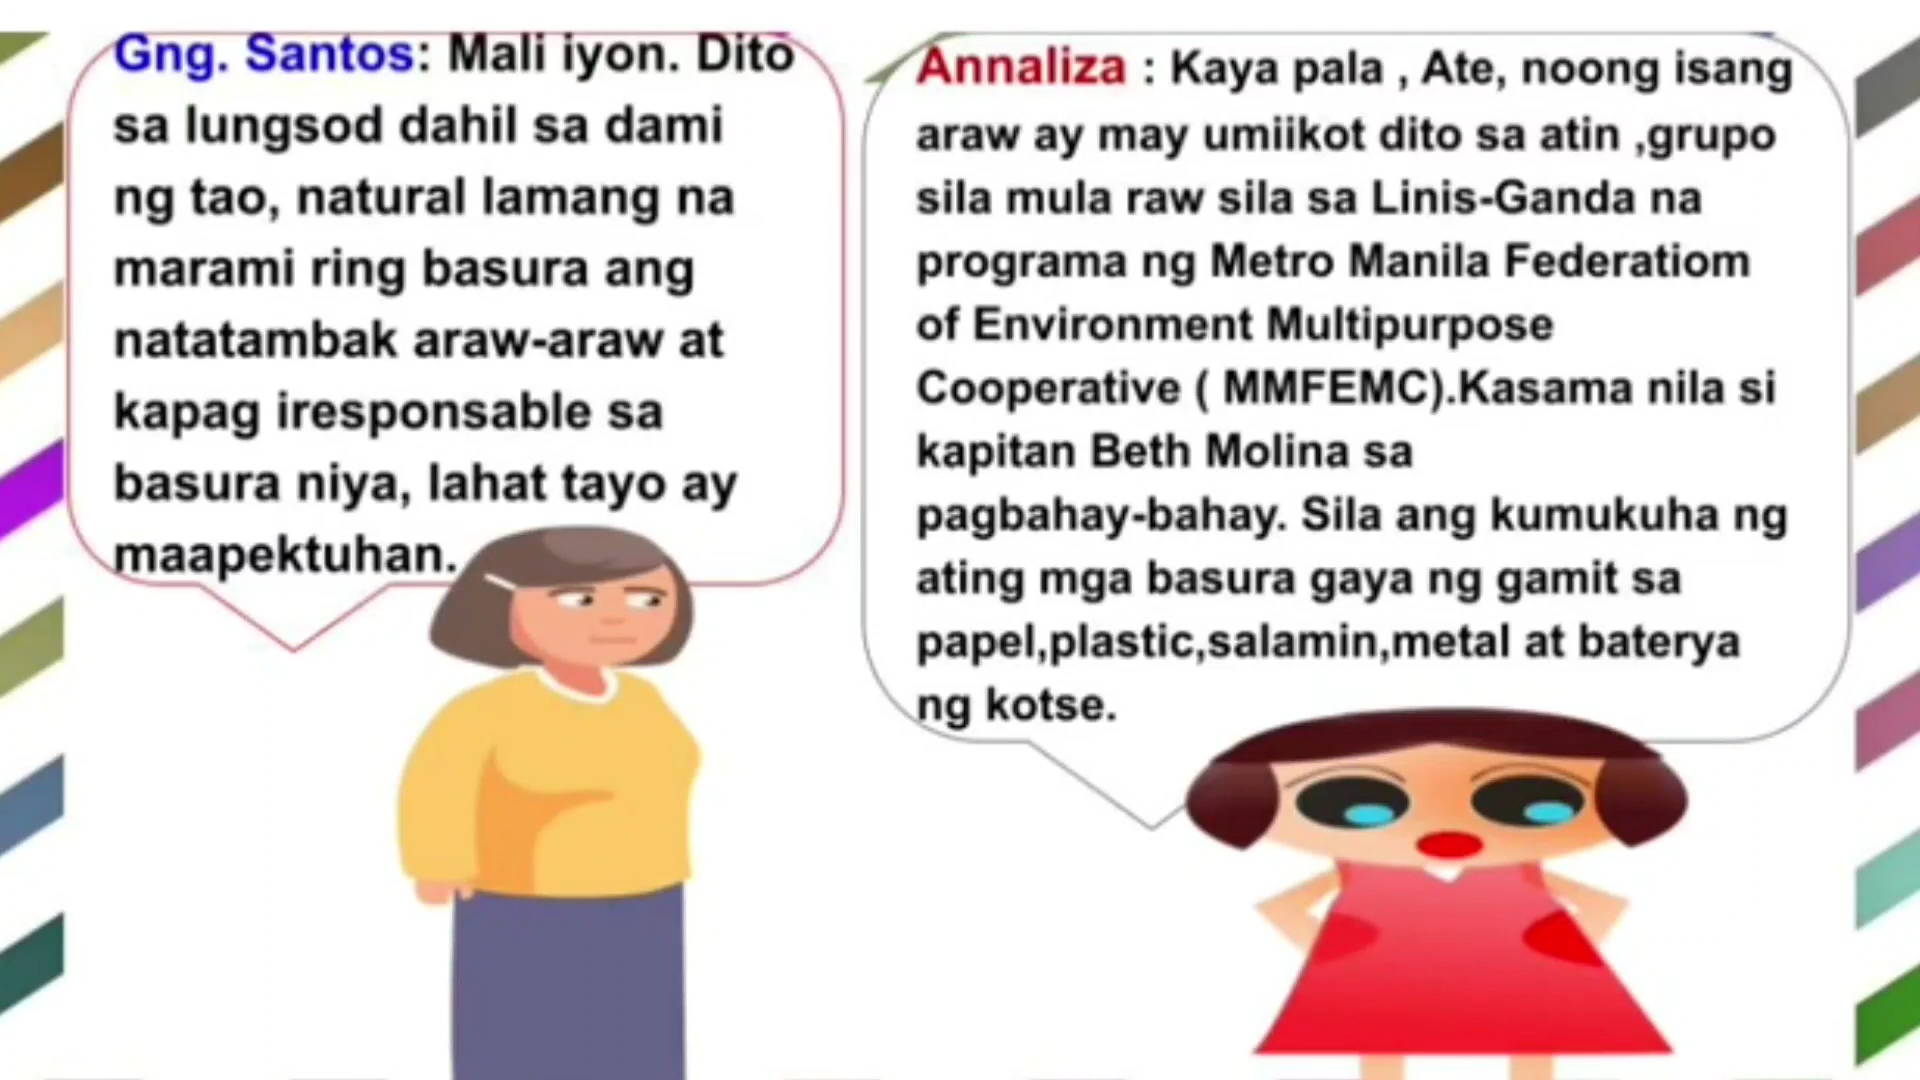 Gng. Santos: Mali iyon. Dito
sa lungsod dahil sa dami
ng tao, natural lamang na
marami ring basura ang
natatambak araw-araw at
kapag iresponsable sa
basura niya, lahat tayo ay
maapektuhan.
Annaliza : Kaya pala , Ate, noong isang
araw ay may umiikot dito sa atin ,grupo
sila mula raw sila sa Linis-Ganda na
programa ng Metro Manila Federatiom
of Environment Multipurpose
Cooperative ( MMFEMC).Kasama nila si
kapitan Beth Molina sa
pagbahay-bahay. Sila ang kumukuha ng
ating mga basura gaya ng gamit sa
papel,plastic,salamin,metal at baterya
ng kotse.